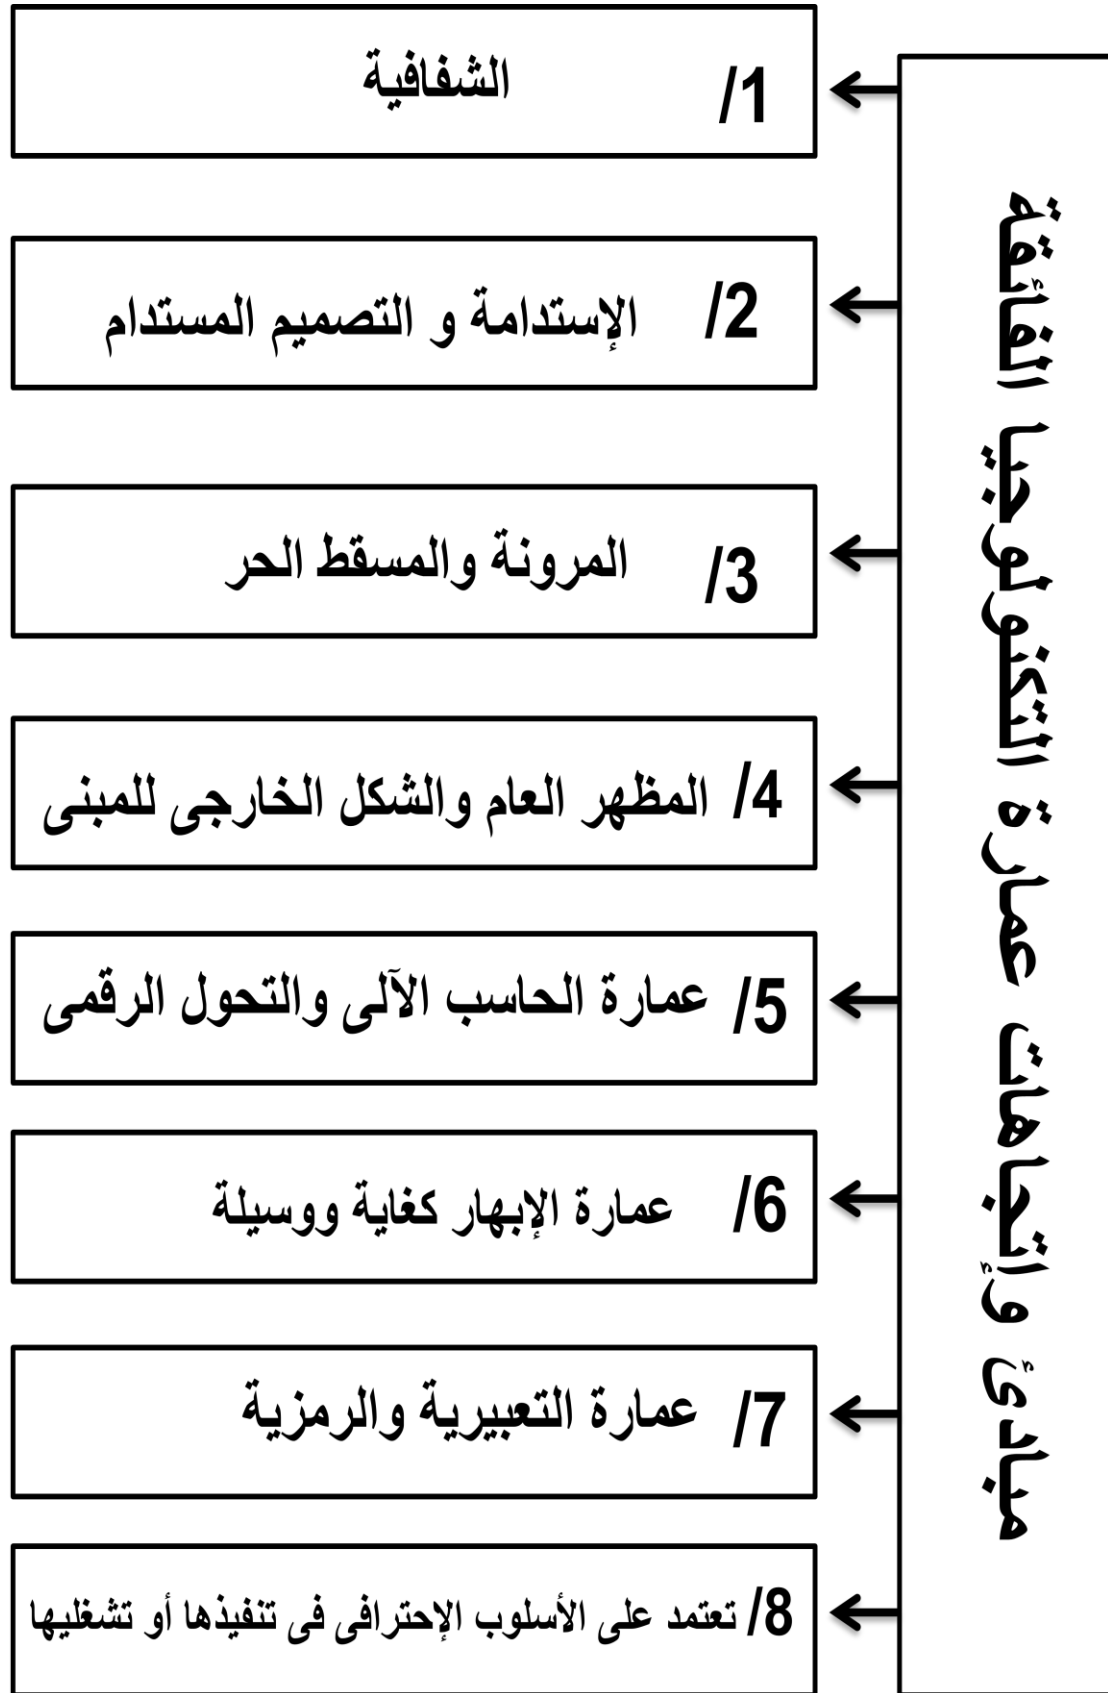 مبادئ وإتجاهات عمارة التكنولوجيا الفائقة
1/ الشفافية
2/ الإستدامة و التصميم المستدام
3/ المرونة والمسقط الحر
4/ المظهر العام والشكل الخارجى للمبنى
5/ عمارة الحاسب الآلى والتحول الرقمى
6/ عمارة الإبهار كغاية ووسيلة
7/ عمارة التعبيرية والرمزية
8/ تعتمد على الأسلوب الإحترافى فى تنفيذها أو تشغليها